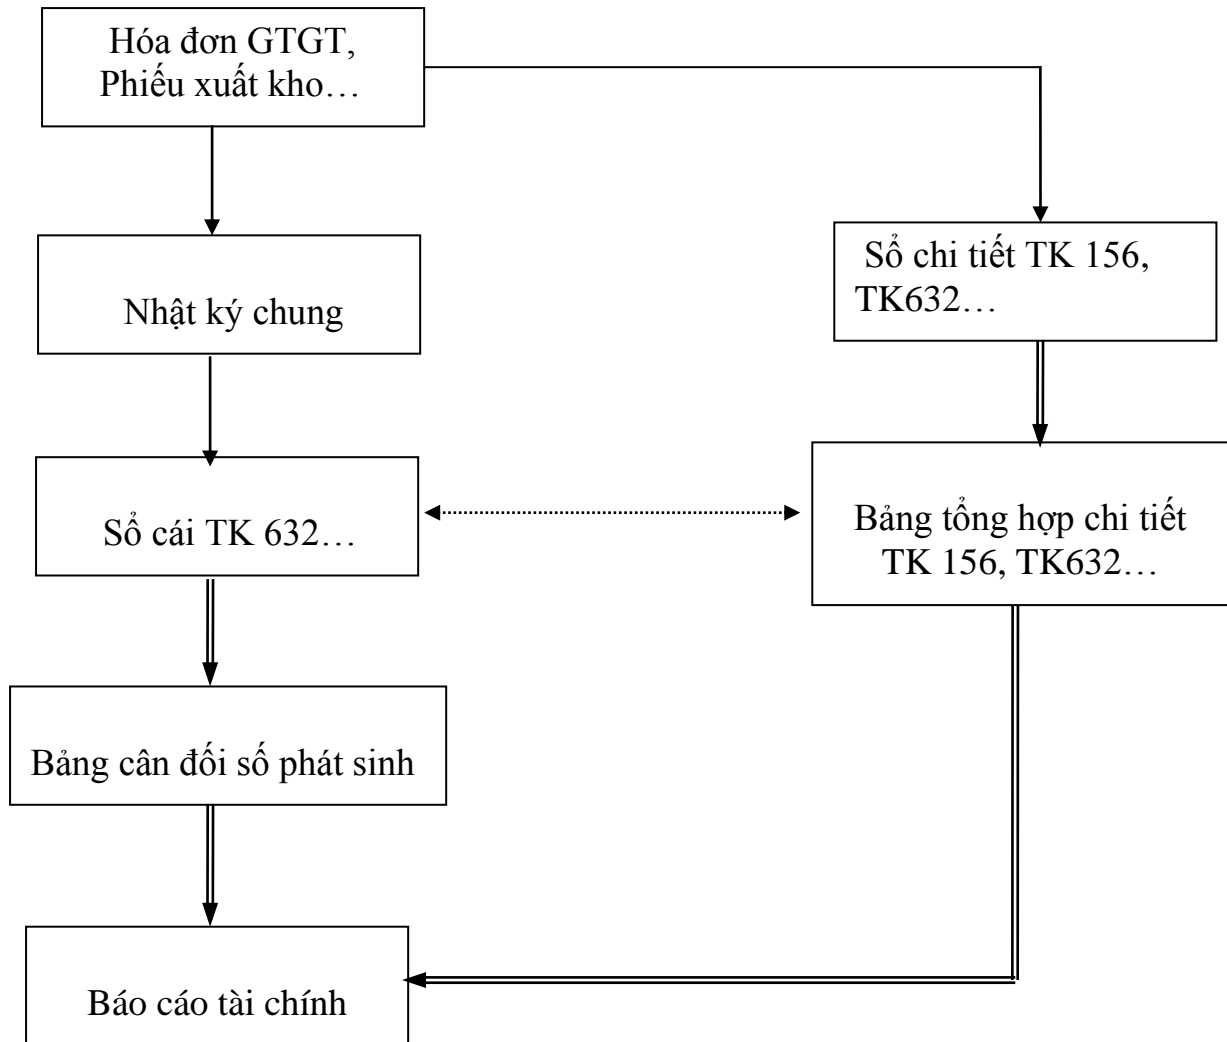 Hóa đơn GTGT,
Phiếu xuất kho…
Nhật ký chung
Sổ chi tiết TK 156,
TK632…
Sổ cái TK 632…
Bảng tổng hợp chi tiết
TK 156, TK632…
Bảng cân đối số phát sinh
Báo cáo tài chính